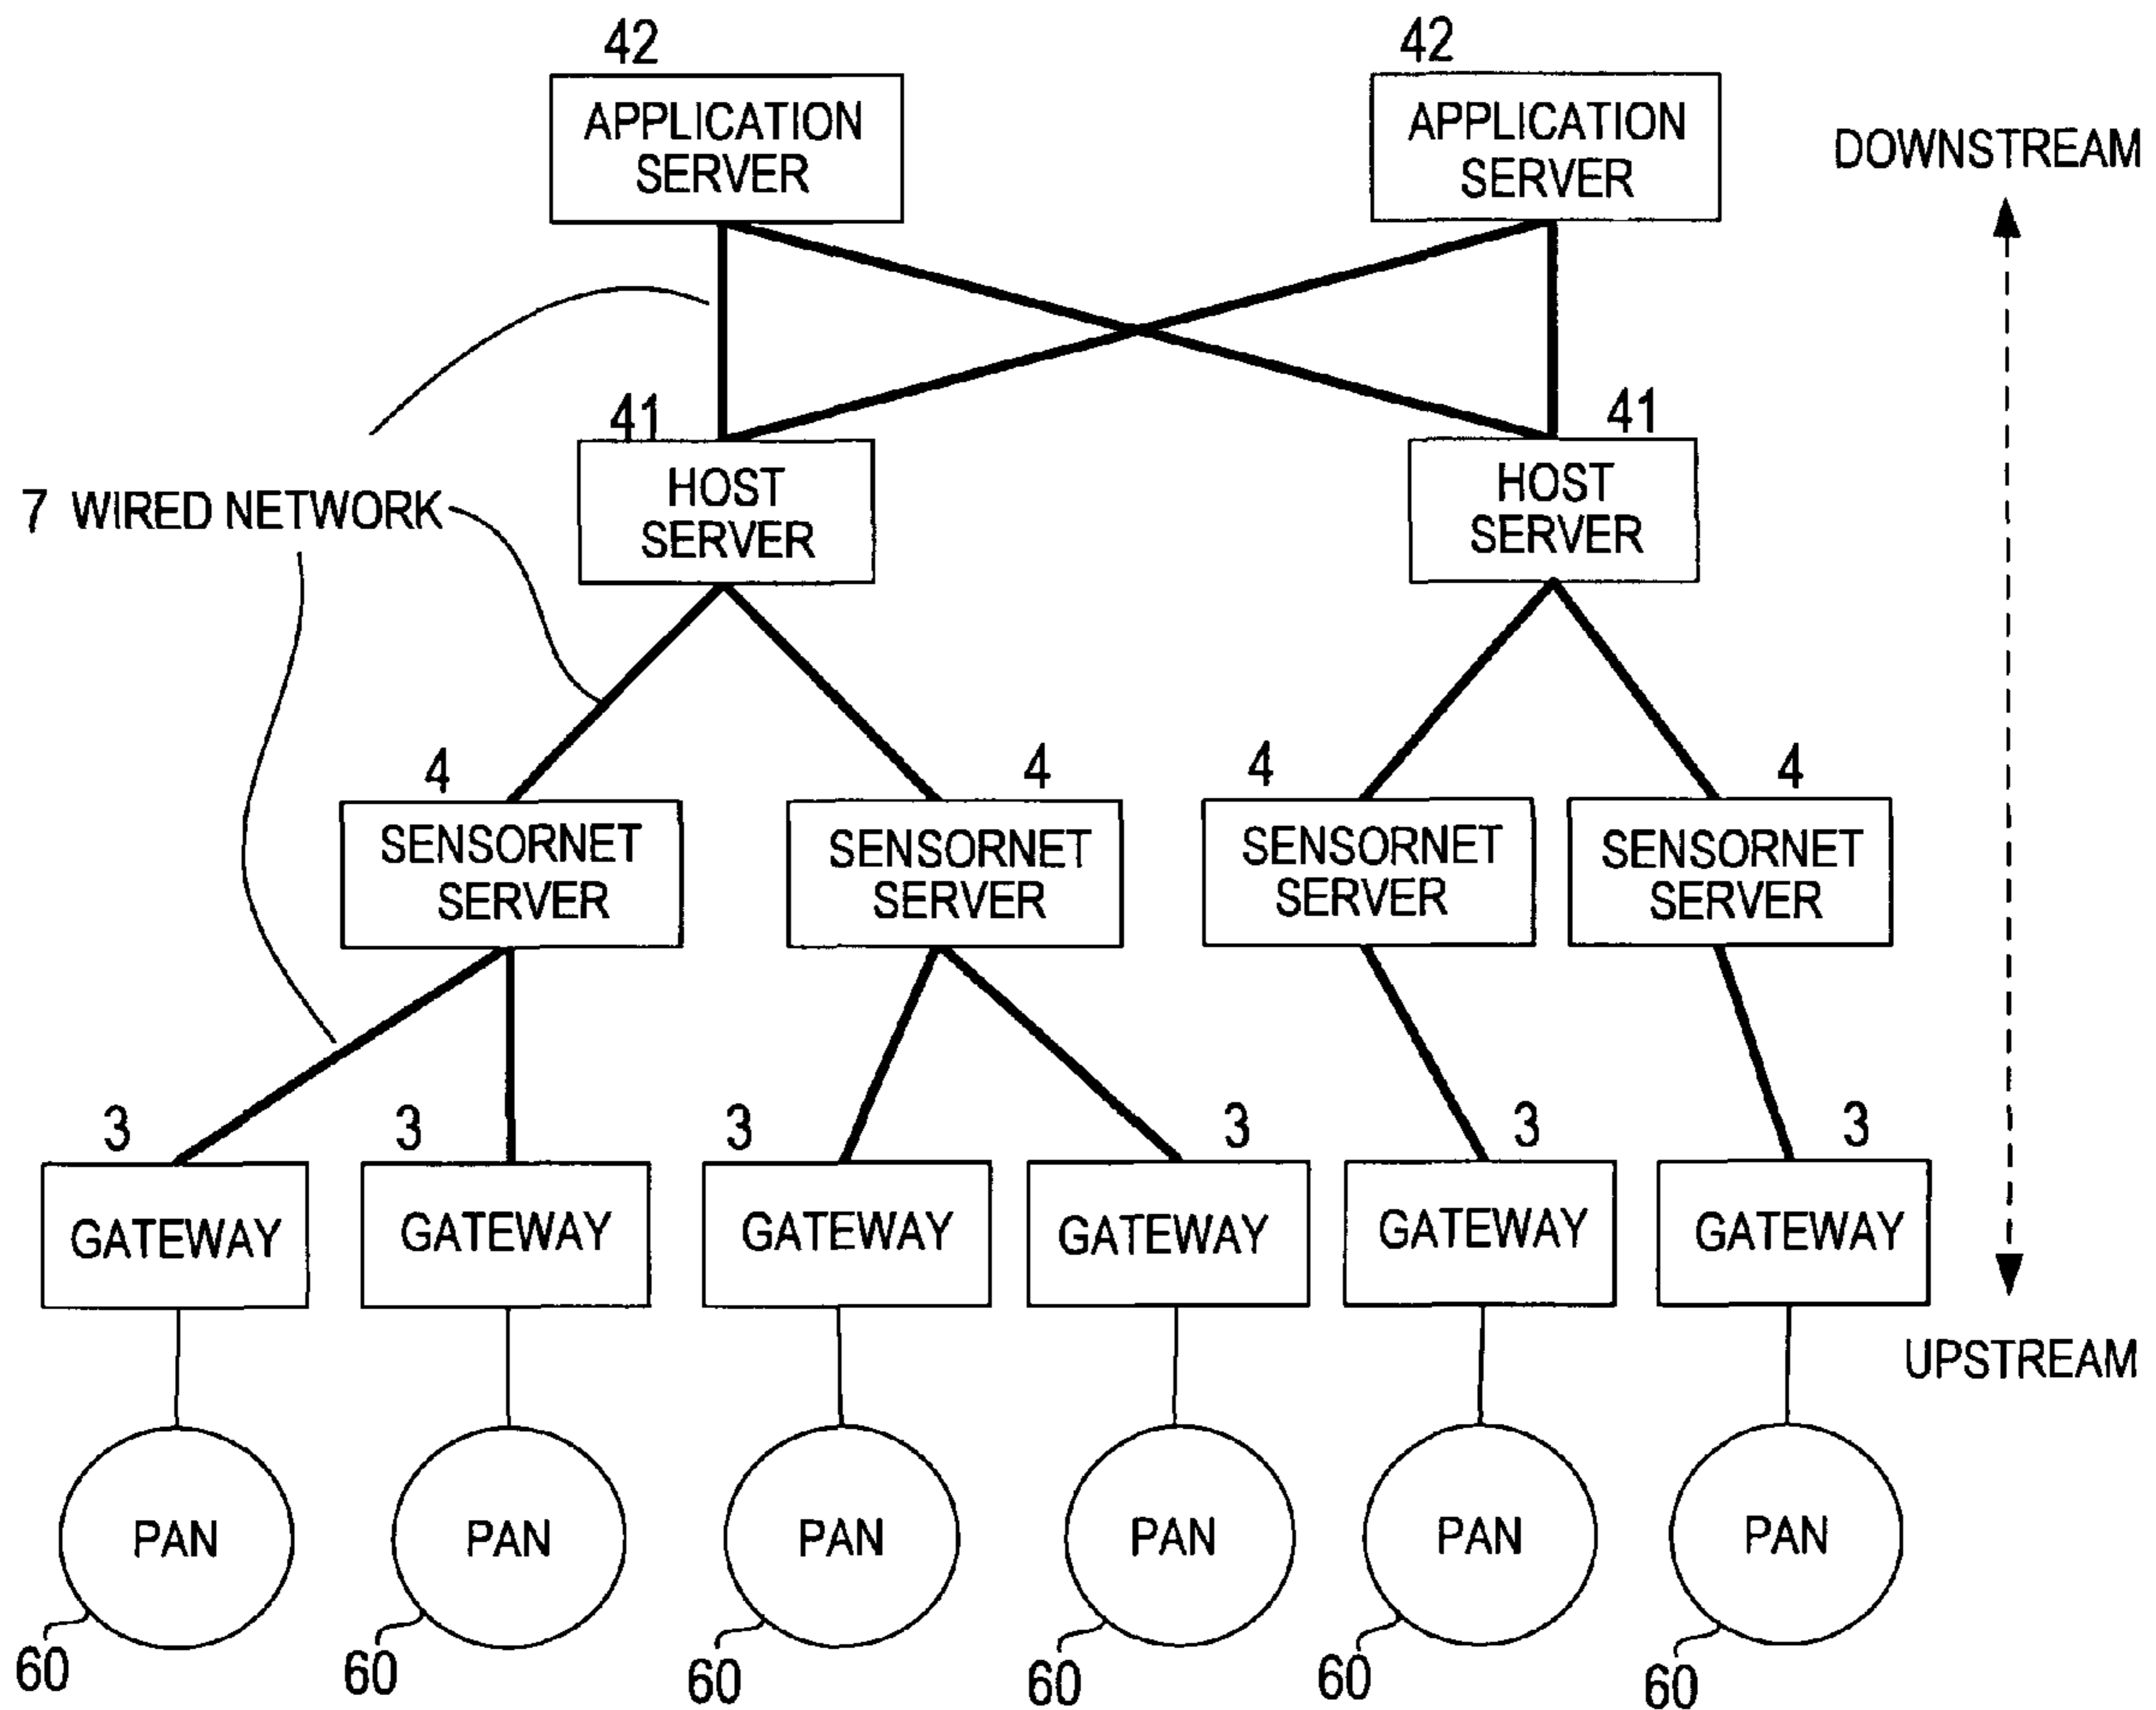 42
42
APPLICATION
SERVER
APPLICATION
SERVER
DOWNSTREAM
41
41
HOST
SERVER
HOST
SERVER
7 WIRED NETWORK
4
4
4
4
SENSORNET
SERVER
SENSORNET
SERVER
SENSORNET
SERVER
SENSORNET
SERVER
3
3
3
3
3
3
GATEWAY
GATEWAY
GATEWAY
GATEWAY
GATEWAY
GATEWAY
UPSTREAM
PAN
PAN
PAN
PAN
PAN
PAN
60
60
60
60
60
60